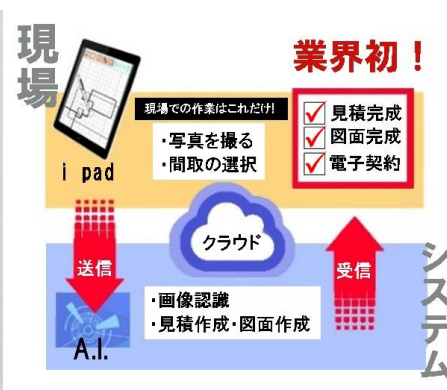 現場
業界初!
現場での作業はこれだけ!
・写真を撮る
・間取の選択
見積完成
図面完成
電子契約
i pad
クラウド
送信
受信
システム
・画像認識
・見積作成・図面作成
A.I.